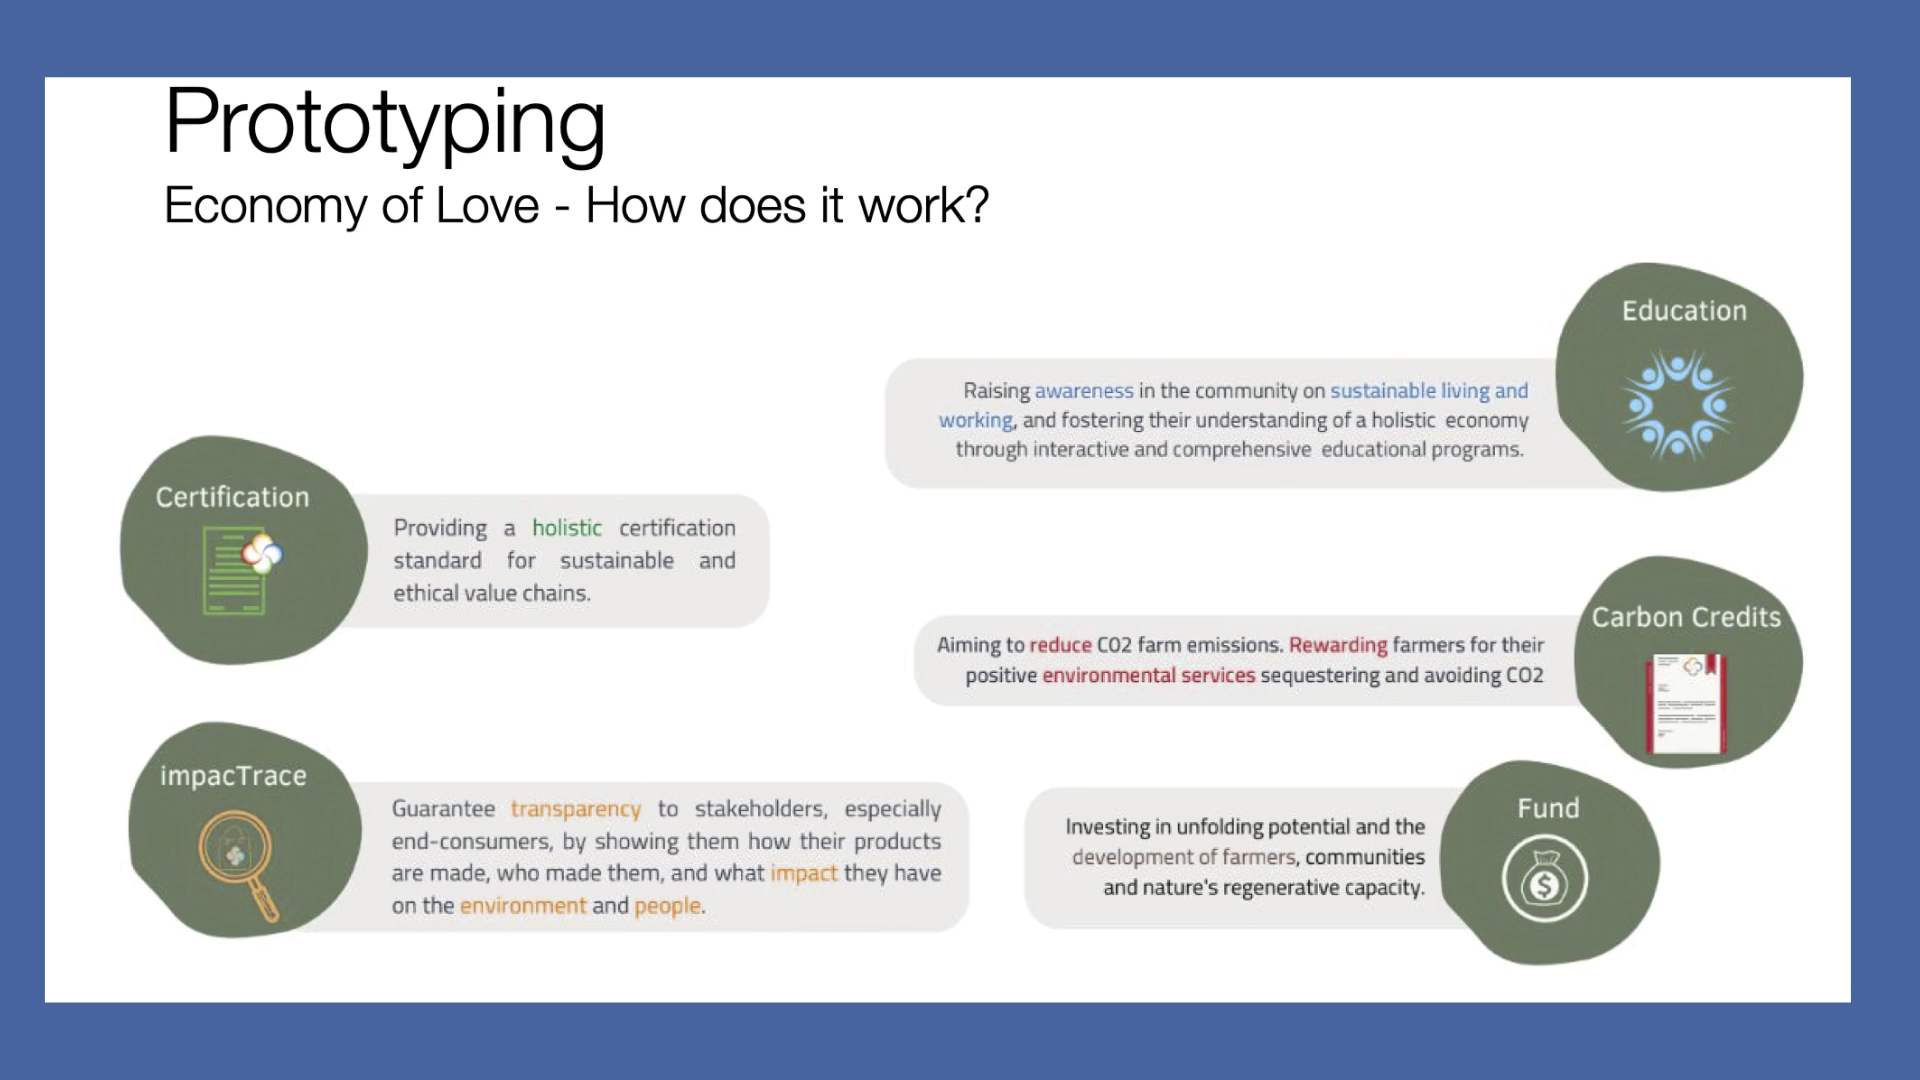 Prototyping
Economy of Love - How does it work?
Education
Raising awareness in the community on sustainable living and
working, and fostering their understanding of a holistic economy
through interactive and comprehensive educational programs.
Certification
Providing a holistic certification
standard for sustainable and
ethical value chains.
Carbon Credits
Aiming to reduce CO2 farm emissions. Rewarding farmers for their
positive environmental services sequestering and avoiding CO2
impacTrace
Guarantee transparency to stakeholders, especially
end-consumers, by showing them how their products
are made, who made them, and what impact they have
on the environment and people.
Fund
Investing in unfolding potential and the
development of farmers, communities
and nature's regenerative capacity.
$